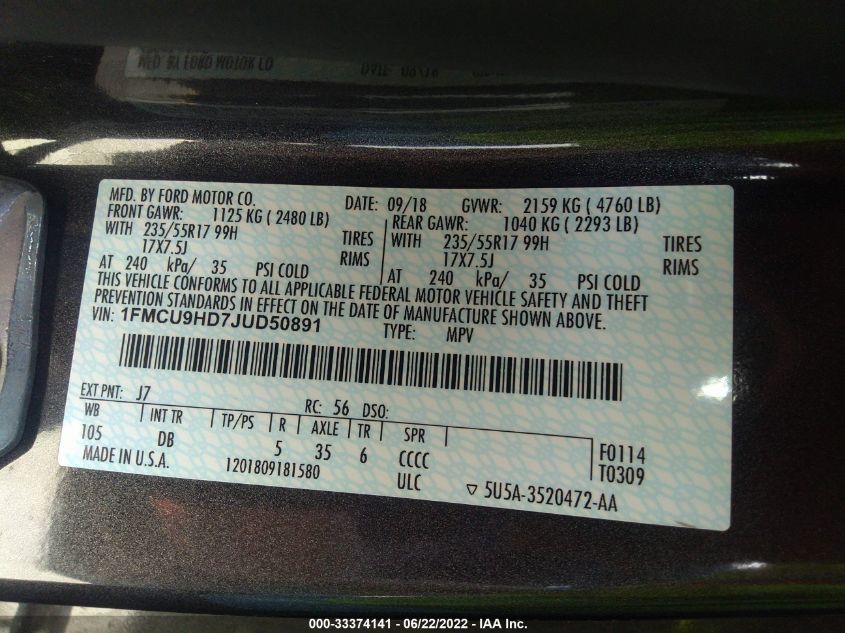 MFD. BY FORD MOTOR CO.
DATE: 09/18 GVWR: 2159 KG ( 4760 LB)
FRONT GAWR: 1125 KG ( 2480 LB)
WITH 235/55R17 99H TIRES
17X7.5J RIMS
AT 240 kPa/ 35 PSI COLD
REAR GAWR: 1040 KG ( 2293 LB)
WITH 235/55R17 99H TIRES
17X7.5J RIMS
AT 240 kPa/ 35 PSI COLD
THIS VEHICLE CONFORMS TO ALL APPLICABLE FEDERAL MOTOR VEHICLE SAFETY AND THEFT
PREVENTION STANDARDS IN EFFECT ON THE DATE OF MANUFACTURE SHOWN ABOVE.
VIN: 1FMCU9HD7JUD50891
TYPE: MPV
EXT PNT: J7 RC: 56 DSO:
WB INT TR TP/PS R AXLE TR SPR
105 DB 5 35 6 CCCC
F0114
T0309
MADE IN U.S.A. 1201809181580 ULC
▽ 5U5A-3520472-AA
000-33374141 - 06/22/2022 - IAA Inc.